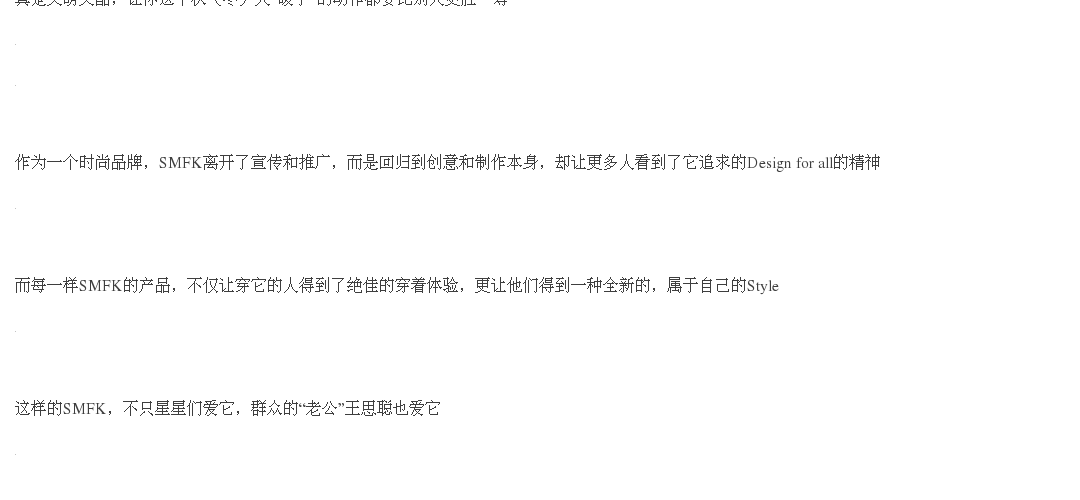 作为一个时尚品牌，SMFK离开了宣传和推广，而是回归到创意和制作本身，却让更多人看到了它追求的Design for all的精神
而每一样SMFK的产品，不仅让穿它的人得到了绝佳的穿着体验，更让他们得到一种全新的，属于自己的Style
这样的SMFK，不只星星们爱它，群众的“老公”王思聪也爱它